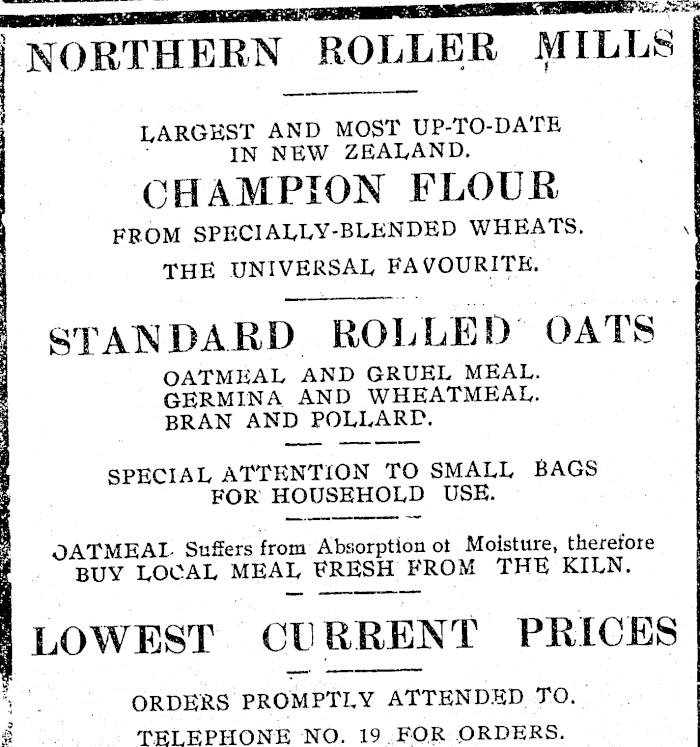 NORTHERN ROLLER MILLS
LARGEST AND MOST UP-TO-DATE
IN NEW ZEALAND.
CHAMPION FLOUR
FROM SPECIALLY-BLENDED WHEATS.
THE UNIVERSAL FAVOURITE.
STANDARD ROLLED OATS
OATMEAL AND GRUEL MEAL.
GERMINA AND WHEATMEAL.
BRAN AND POLLARD.
SPECIAL ATTENTION TO SMALL BAGS
FOR HOUSEHOLD USE.
OATMEAL Suffers from Absorption of Moisture, therefore
BUY LOCAL MEAL FRESH FROM THE KILN.
LOWEST CURRENT PRICES
ORDERS PROMPTLY ATTENDED TO.
TELEPHONE NO. 19 FOR ORDERS.